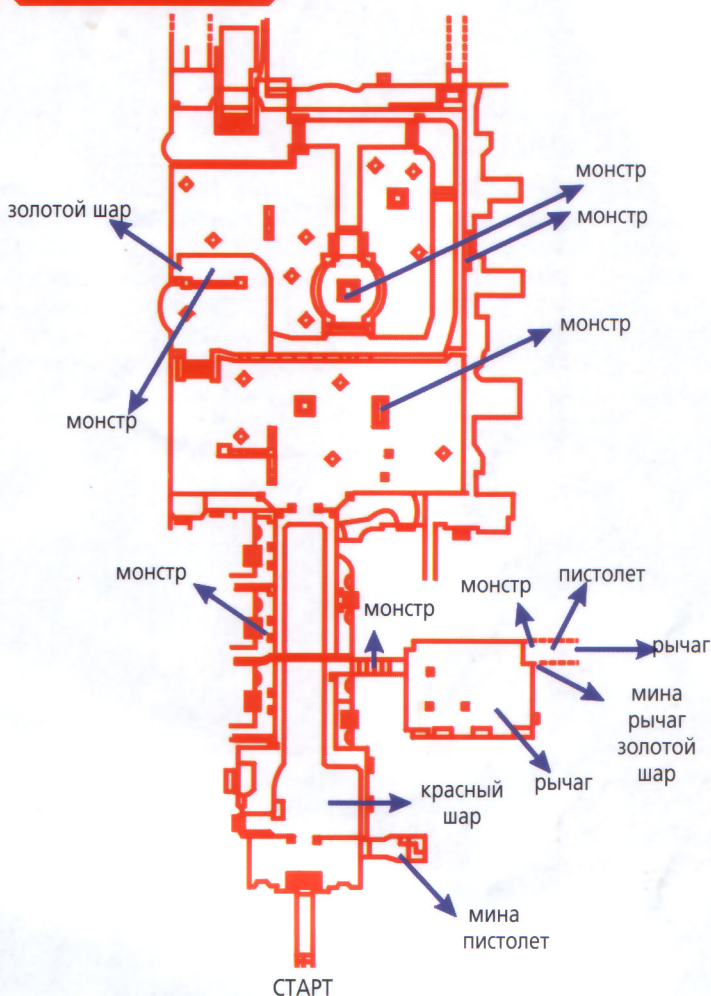 монстр
золотой шар
монстр
монстр
монстр
монстр
монстр
пистолет
монстр
рычаг
мина
рычаг
золотой
шар
рычаг
красный
шар
мина
пистолет
СТАРТ